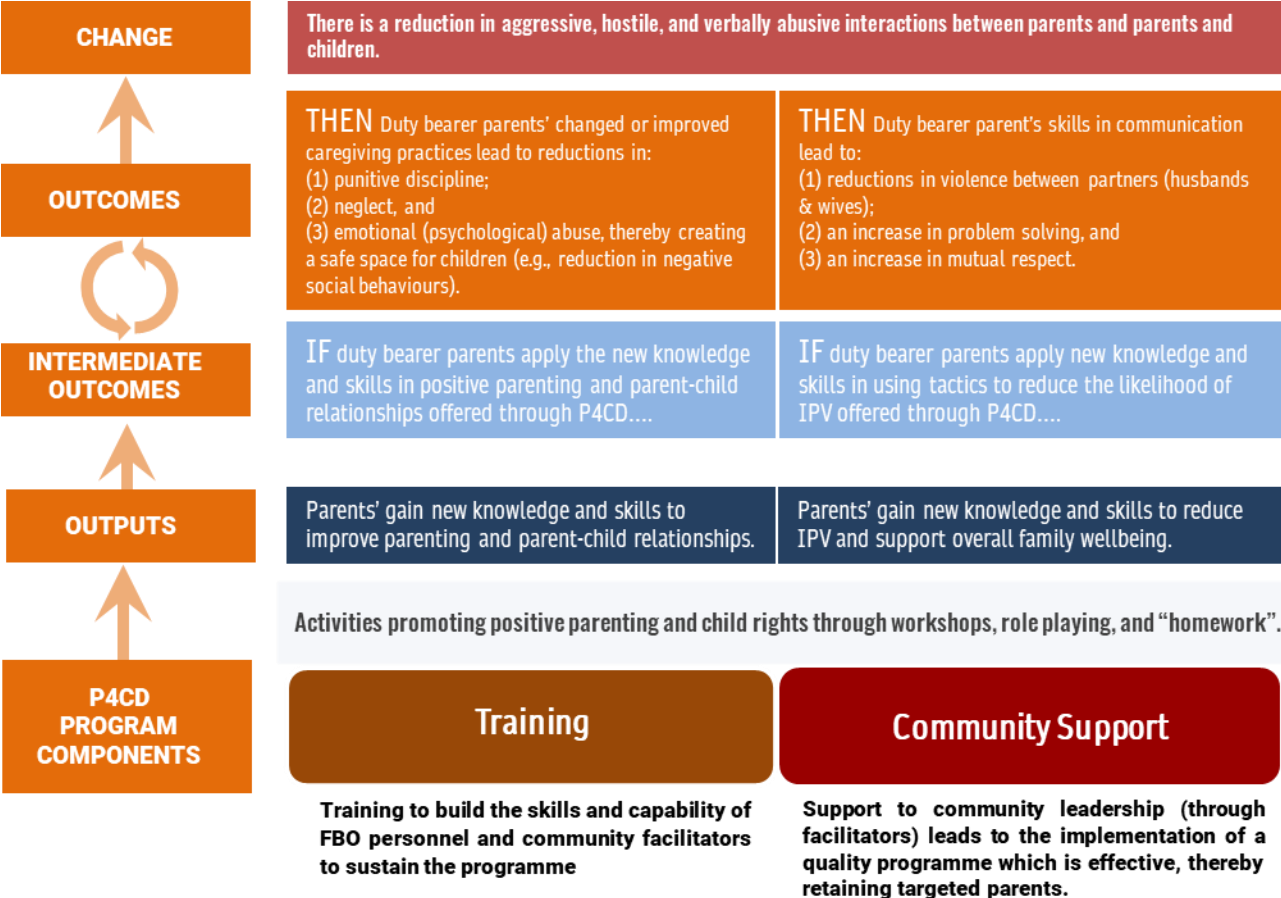 CHANGE
There is a reduction in aggressive, hostile, and verbally abusive interactions between parents and parents and
children.
OUTCOMES
THEN Duty bearer parents' changed or improved
caregiving practices lead to reductions in:
(1) punitive discipline;
(2) neglect, and
(3) emotional (psychological) abuse, thereby creating
a safe space for children (e.g., reduction in negative
social behaviours).
THEN Duty bearer parent's skills in communication
lead to:
(1) reductions in violence between partners (husbands
& wives);
(2) an increase in problem solving, and
(3) an increase in mutual respect.
INTERMEDIATE
OUTCOMES
IF duty bearer parents apply the new knowledge
and skills in positive parenting and parent-child
relationships offered through P4CD....
IF duty bearer parents apply new knowledge and
skills in using tactics to reduce the likelihood of
IPV offered through P4CD....
OUTPUTS
Parents' gain new knowledge and skills to
improve parenting and parent-child relationships.
Parents' gain new knowledge and skills to reduce
IPV and support overall family wellbeing.
Activities promoting positive parenting and child rights through workshops, role playing, and “homework”.
P4CD
PROGRAM
COMPONENTS
Training
Community Support
Training to build the skills and capability of
FBO personnel and community facilitators
to sustain the programme
Support to community leadership (through
facilitators) leads to the implementation of a
quality programme which is effective, thereby
retaining targeted parents.